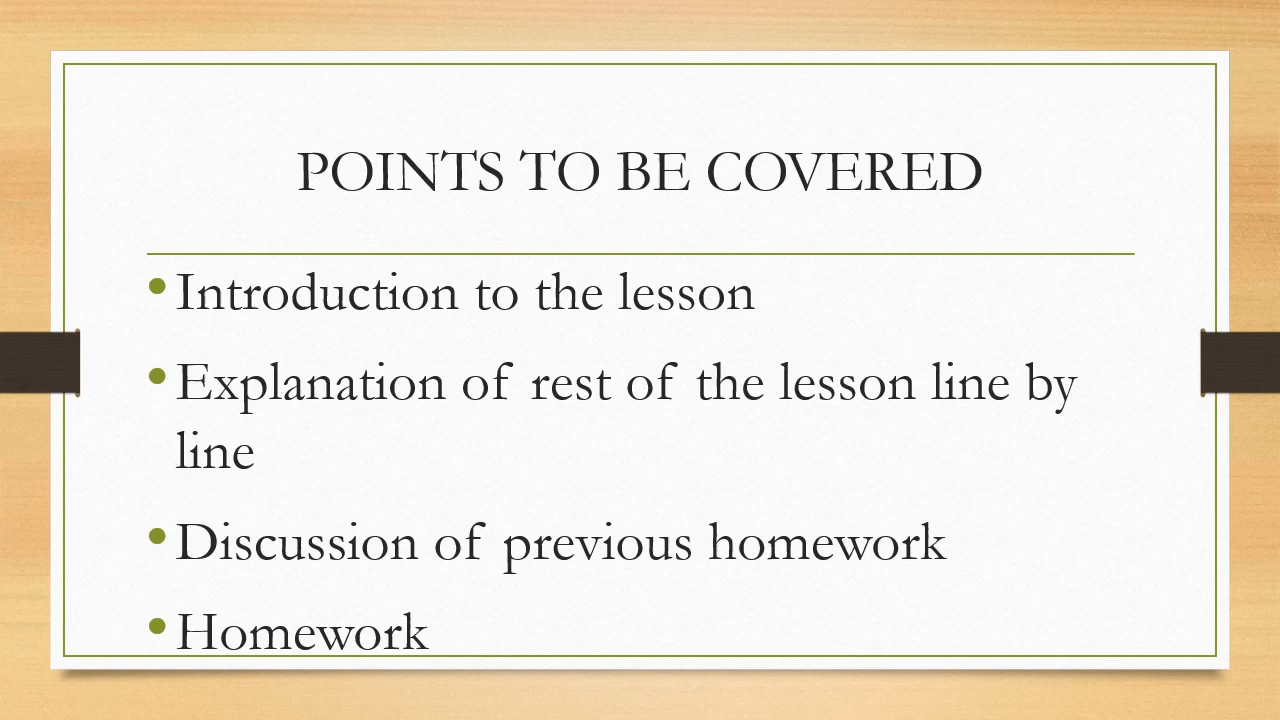 POINTS TO BE COVERED
• Introduction to the lesson
• Explanation of rest of the lesson line by
line
• Discussion of previous homework
• Homework